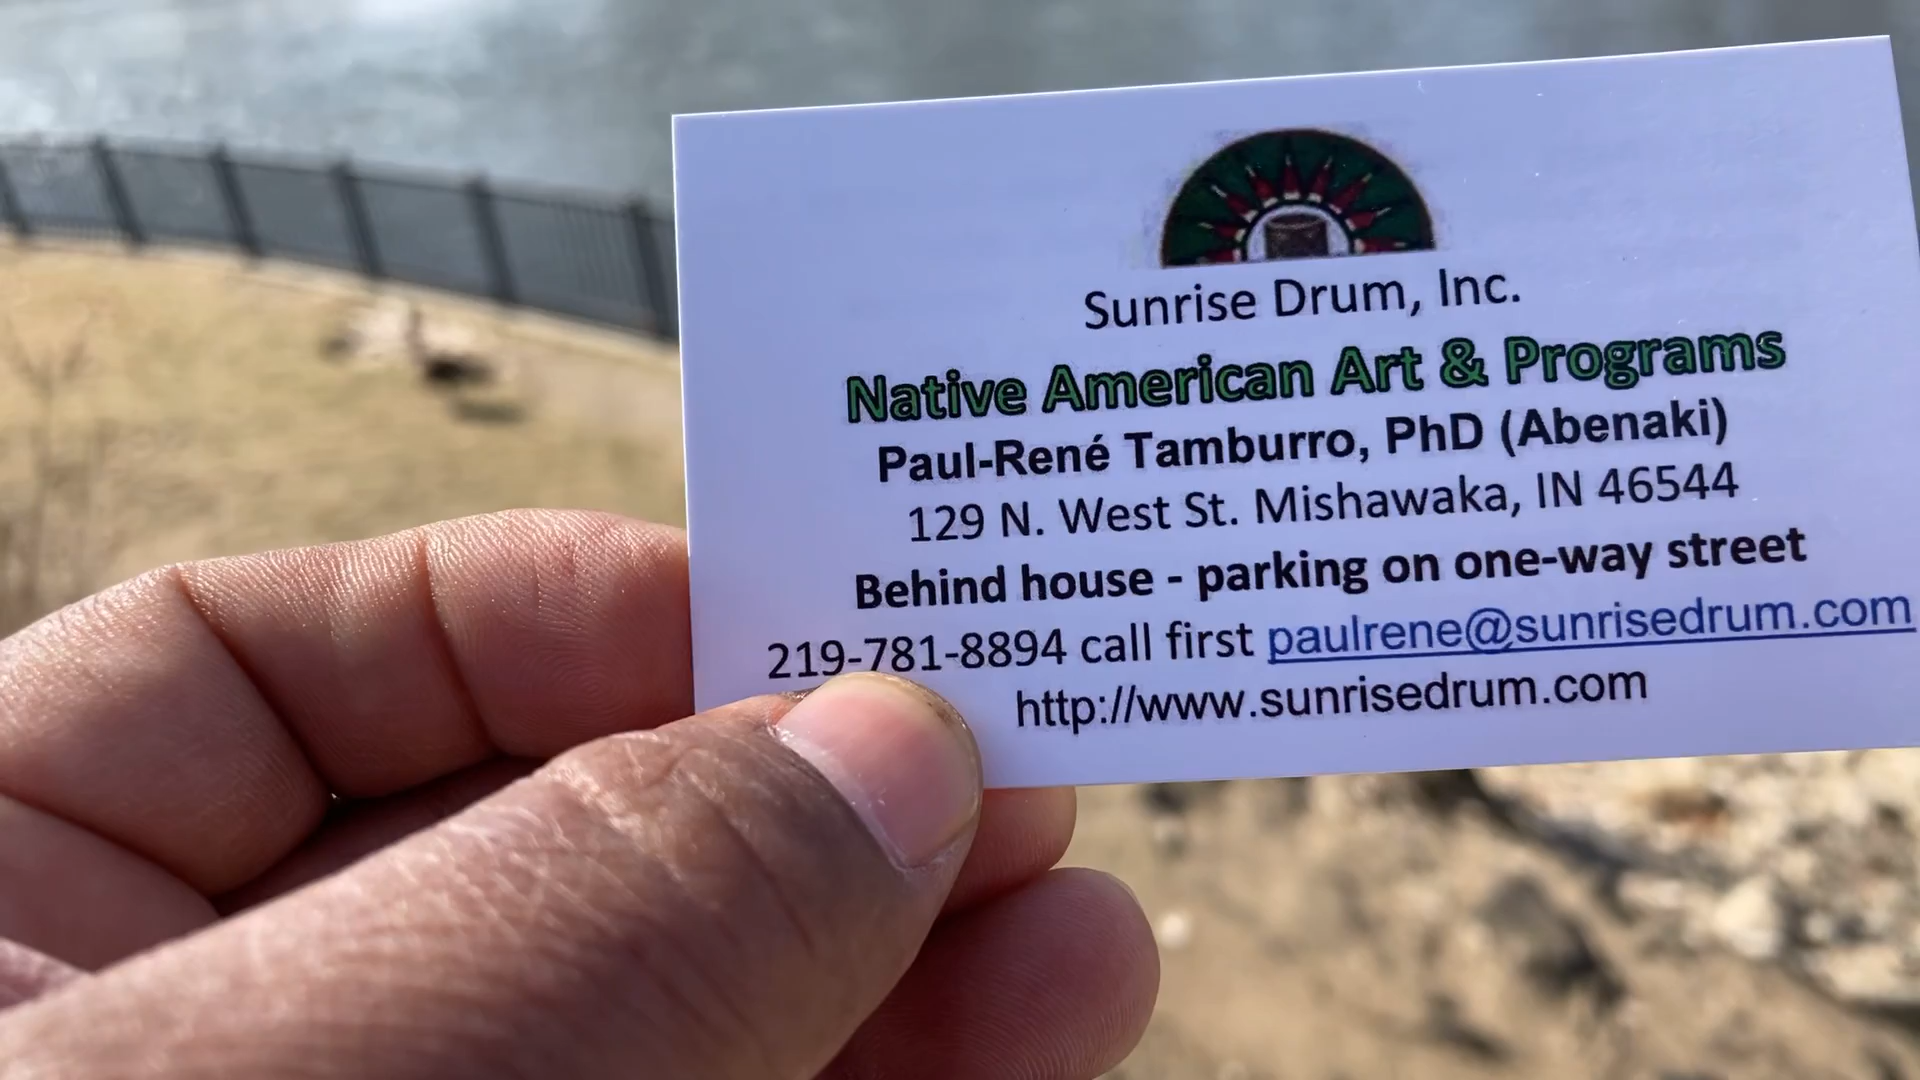 Sunrise Drum, Inc.
Native American Art & Programs
Paul-René Tamburro, PhD (Abenaki)
129 N. West St. Mishawaka, IN 46544
Behind house - parking on one-way street
219-781-8894 call first paulrene@sunrisedrum.com
http://www.sunrisedrum.com